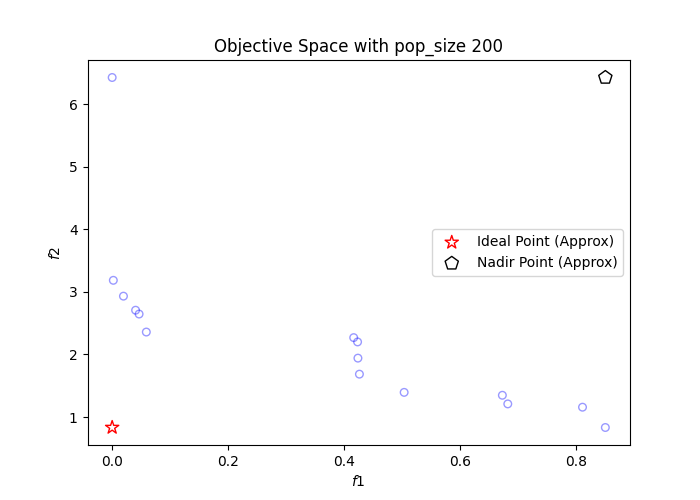 Objective Space with pop_size 200
f2
6
5
4
3
2
1
Ideal Point (Approx)
Nadir Point (Approx)
0.0 0.2 0.4 0.6 0.8
f1